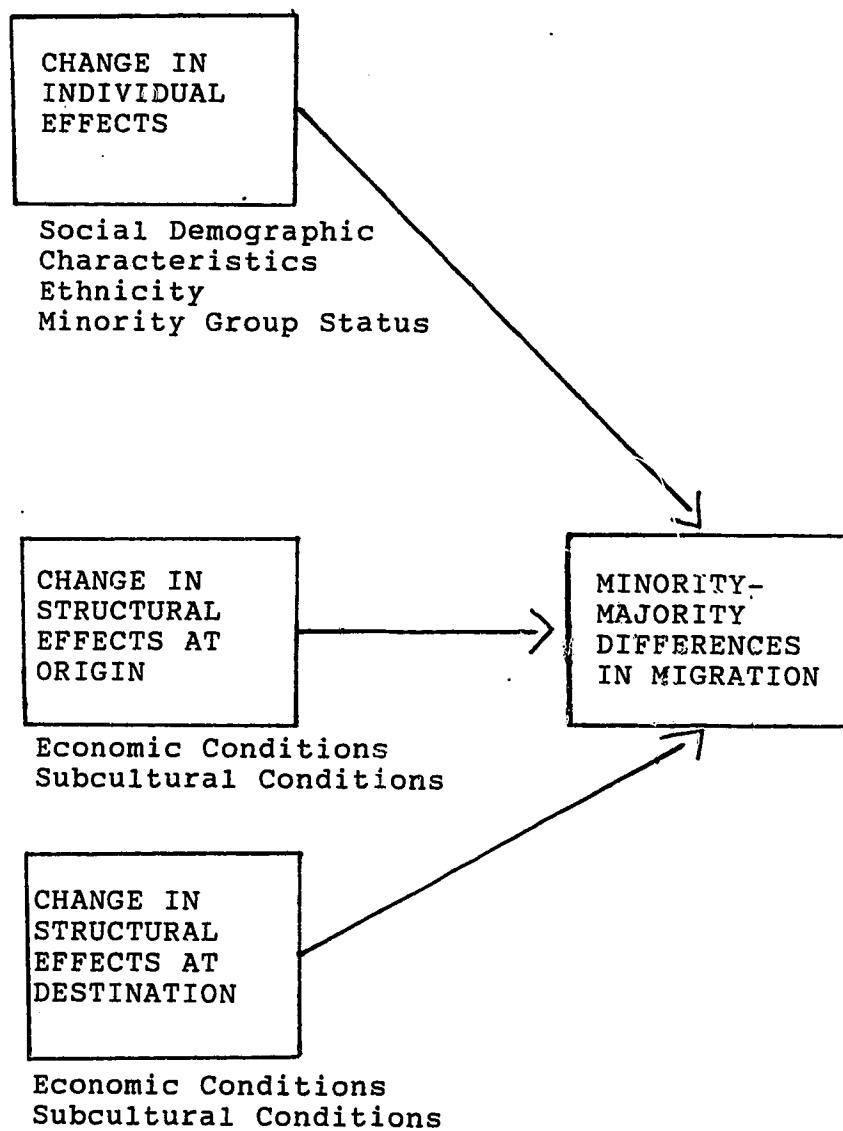 CHANGE IN
INDIVIDUAL
EFFECTS
Social Demographic
Characteristics
Ethnicity
Minority Group Status
CHANGE IN
STRUCTURAL
EFFECTS AT
ORIGIN
Economic Conditions
Subcultural Conditions
MINORITY-
MAJORITY
DIFFERENCES
IN MIGRATION
CHANGE IN
STRUCTURAL
EFFECTS AT
DESTINATION
Economic Conditions
Subcultural Conditions